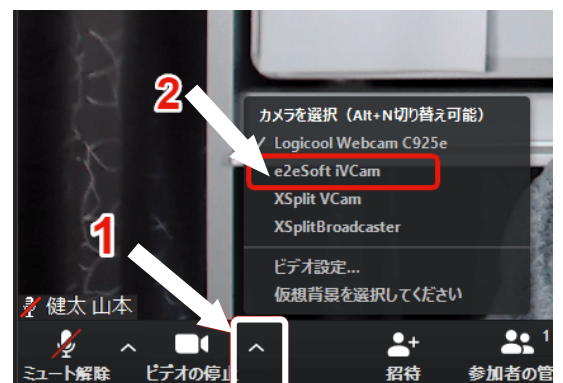 2
カメラを選択（Alt+N切り替え可能）
✓ Logicool Webcam C925e
e2eSoft iVCam
XSplit VCam
XSplitBroadcaster
1
ビデオ設定...
仮想背景を選択してください
健太 山本
1
ミュート解除 ビデオの停止 招待 参加者の管